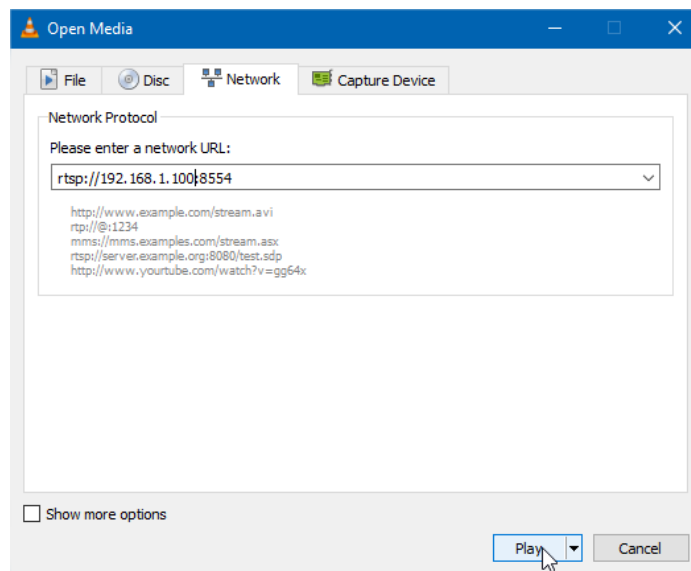 Open Media
File Disc Network Capture Device
Network Protocol
Please enter a network URL:
rtsp://192.168.1.100:8554
http://www.example.com/stream.avi
rtp://@:1234
mms://mms.examples.com/stream.asx
rtsp://server.example.org:8080/test.sdp
http://www.yourtube.com/watch?v=gg64x
Show more options
Play Cancel